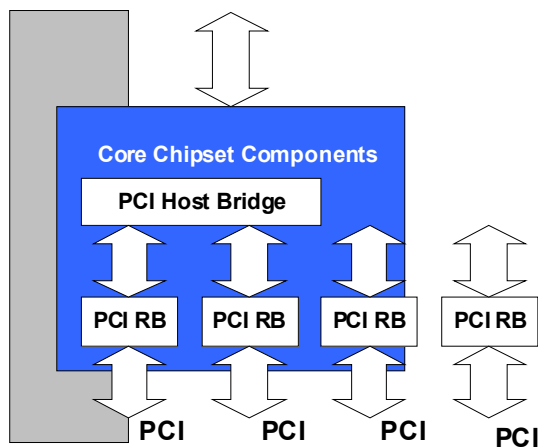 Core Chipset Components
PCI Host Bridge
PCI RB PCI RB PCI RB PCI RB
PCI PCI PCI PCI